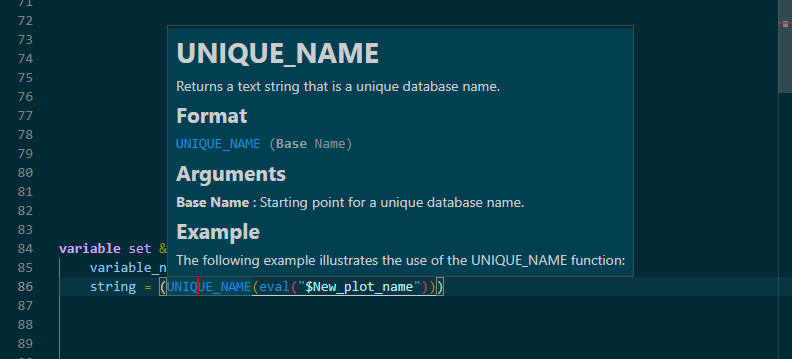 71
72
73
74
75
76
77
78
79
80
81
82
83
84
85
86
87
88
89
UNIQUE_NAME
Returns a text string that is a unique database name.
Format
UNIQUE_NAME (Base Name)
Arguments
Base Name : Starting point for a unique database name.
Example
The following example illustrates the use of the UNIQUE_NAME function:
variable set &
variable_n
string = (UNIQUE_NAME(eval("$New_plot_name")))